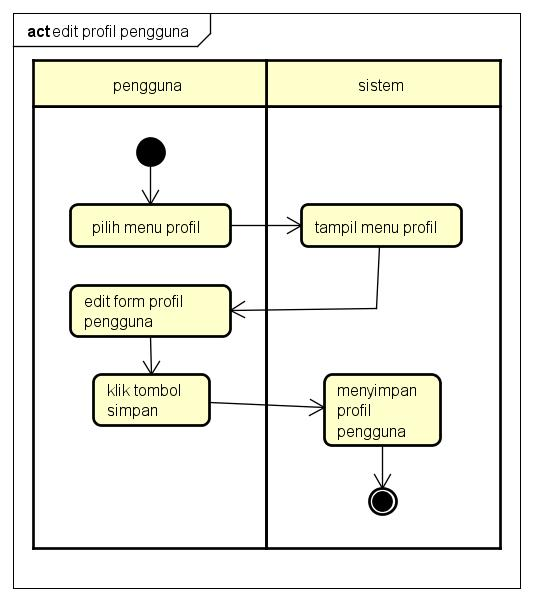 act edit profil pengguna
pengguna
sistem
pilih menu profil
tampil menu profil
edit form profil
pengguna
klik tombol
simpan
menyimpan
profil
pengguna